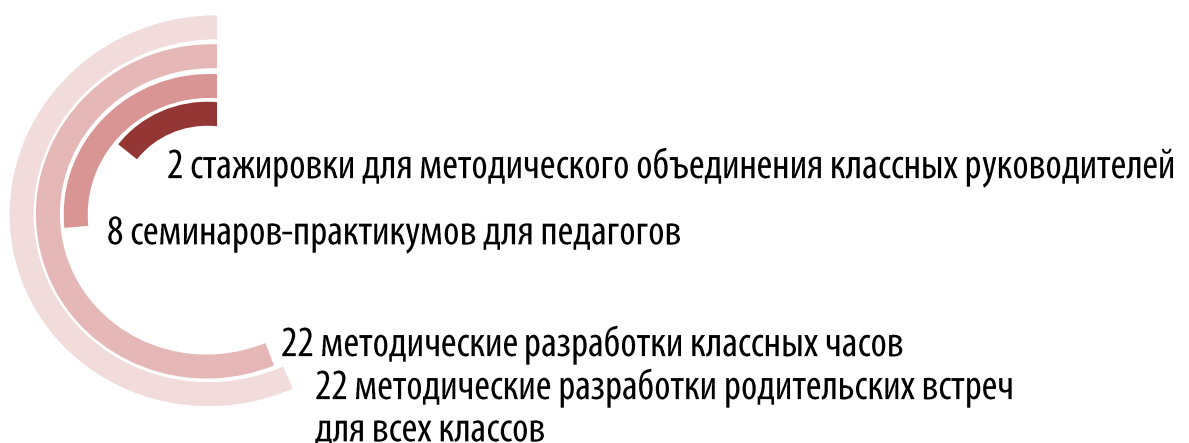 2 стажировки для методического объединения классных руководителей
8 семинаров-практикумов для педагогов
22 методические разработки классных часов
22 методические разработки родительских встреч
для всех классов